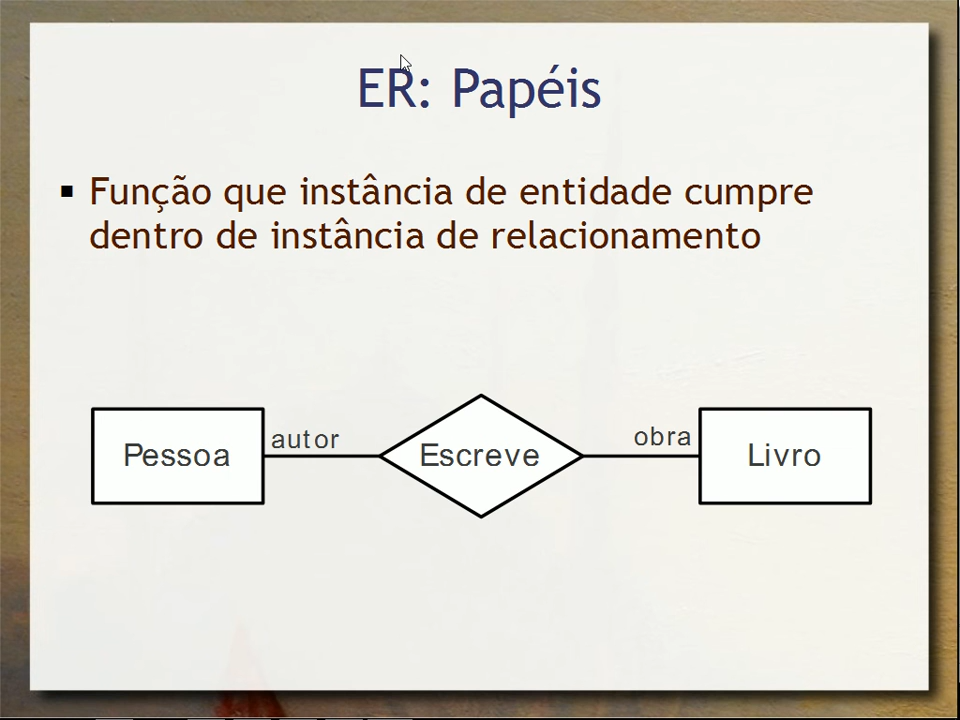 ER: Papéis
Função que instância de entidade cumpre
dentro de instância de relacionamento
Pessoa autor Escreve obra Livro